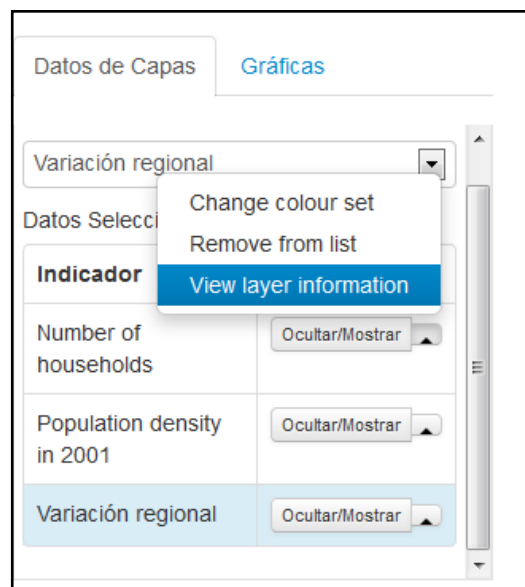 Datos de Capas
Gráficas
Variación regional
Change colour set
Datos Selecci
Remove from list
Indicador
View layer information
Number of
households
Ocultar/Mostrar
Population density
in 2001
Ocultar/Mostrar
Variación regional
Ocultar/Mostrar